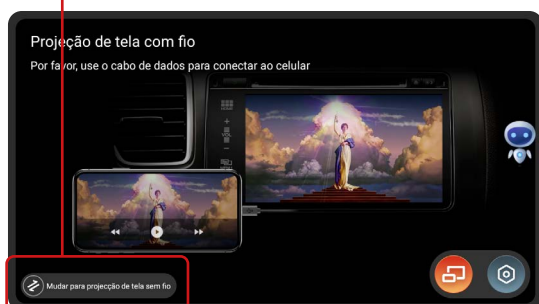 Projeção de tela com fio
Por favor, use o cabo de dados para conectar ao celular
VOL
Mudar para projecção de tela sem fio